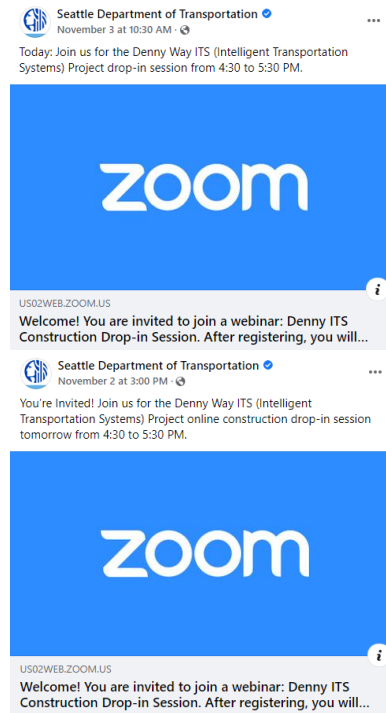 Seattle Department of Transportation
November 3 at 10:30 AM ·
Today: Join us for the Denny Way ITS (Intelligent Transportation
Systems) Project drop-in session from 4:30 to 5:30 PM.
zoom
i
US02WEB.ZOOM.US
Welcome! You are invited to join a webinar: Denny ITS
Construction Drop-in Session. After registering, you will...
Seattle Department of Transportation
November 2 at 3:00 PM ·
You're Invited! Join us for the Denny Way ITS (Intelligent
Transportation Systems) Project online construction drop-in session
tomorrow from 4:30 to 5:30 PM.
zoom
i
US02WEB.ZOOM.US
Welcome! You are invited to join a webinar: Denny ITS
Construction Drop-in Session. After registering, you will...